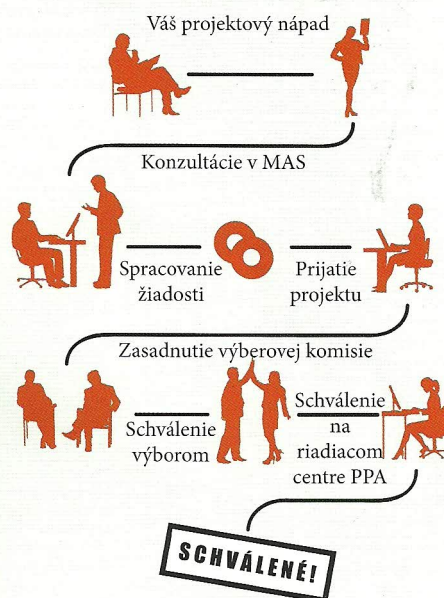 Váš projektový nápad
Konzultácie v MAS
Spracovanie
žiadosti
Prijatie
projektu
Zasadnutie výberovej komisie
Schválenie
výborom
Schválenie
na
riadiacom
centre PPA
SCHVÁLENÉ!